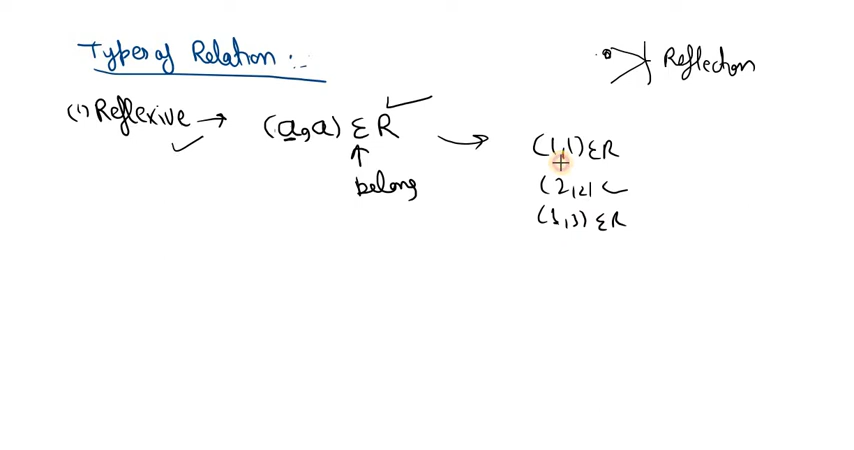 Types of Relation :-
Reflection
(1) Reflexive → (a,a) ∈ R
↑
belong
(1,1) ∈ R
(2,2)
(3,3) ∈ R